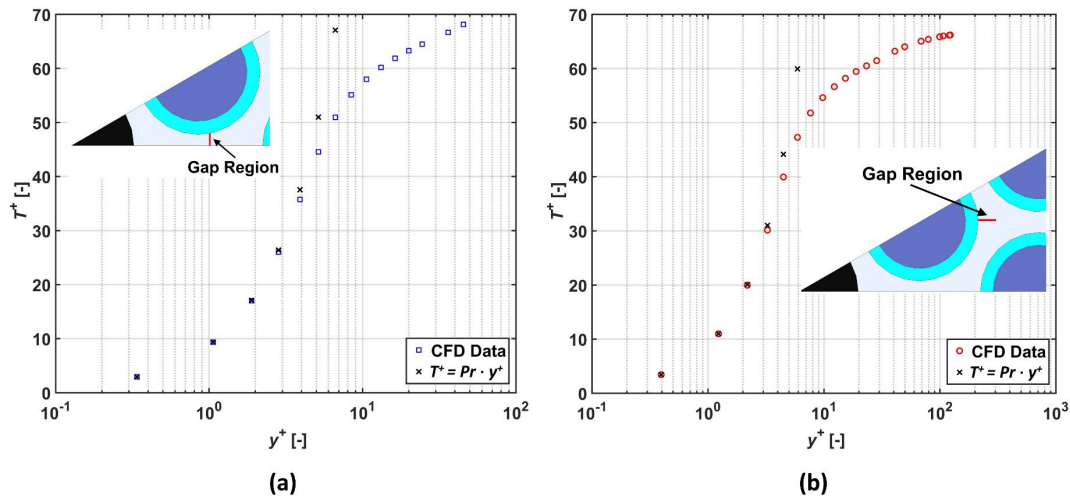 70
60
50
40
30
20
10
0
T+ [-]
Gap Region
CFD Data
T+ = Pr · y+
10-1
100
101
102
y+ [-]
(a)
70
60
50
40
30
20
10
0
T+ [-]
Gap Region
CFD Data
T+ = Pr · y+
10-1
100
101
102
103
y+ [-]
(b)